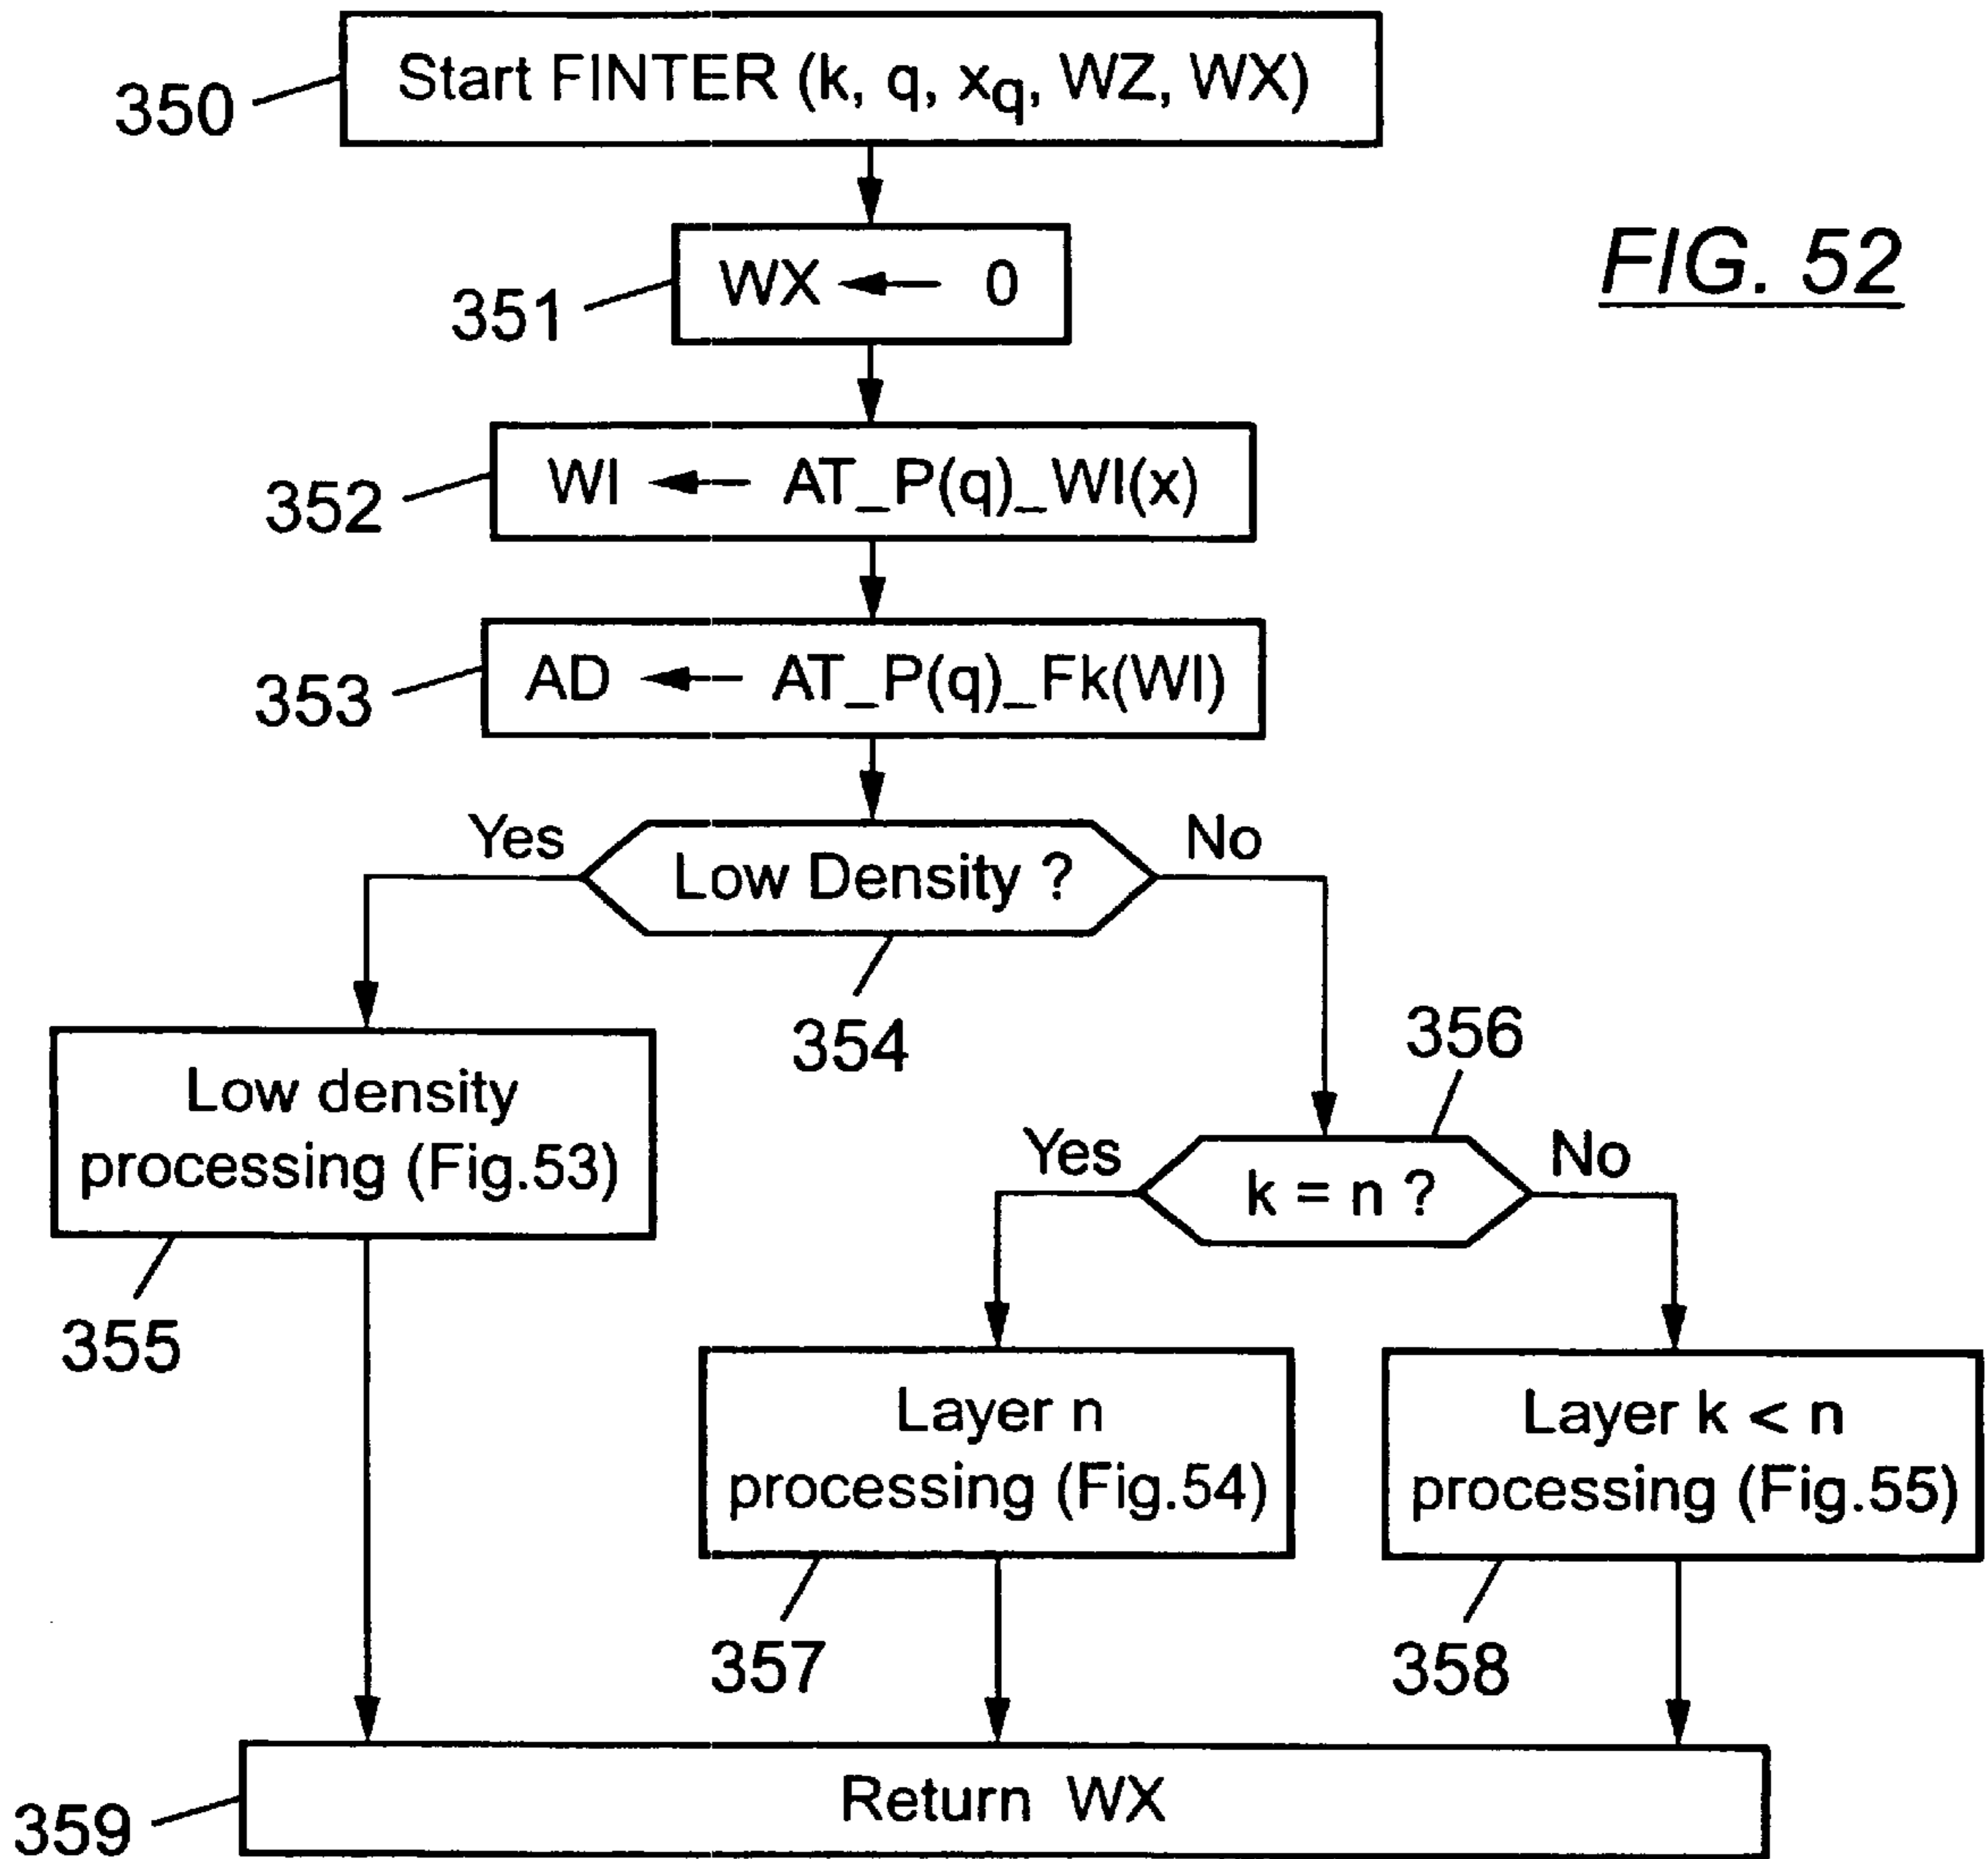 350
Start FINTER (k, q, xq, WZ, WX)
FIG. 52
351
WX ← 0
352
WI ← AT_P(q)_WI(x)
353
AD ← AT_P(q)_Fk(WI)
Yes
Low Density ?
No
354
356
Low density
processing (Fig.53)
Yes
k = n ?
No
355
Layer n
processing (Fig.54)
Layer k < n
processing (Fig.55)
357
358
Return WX
359